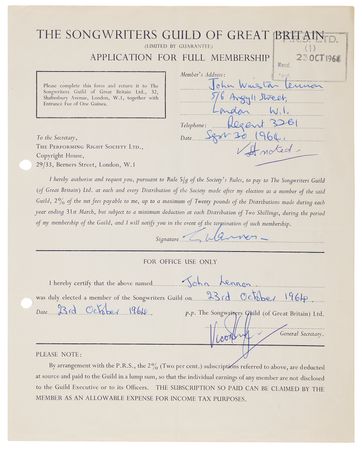 THE SONGWRITERS GUILD OF GREAT BRITAIN
(LIMITED BY GUARANTEE)
APPLICATION FOR FULL MEMBERSHIP
P.R.S. LTD.
(1)
23 OCT 1964
Recd.
Please complete this form and return it to The
Songwriters Guild of Great Britain Ltd., 32,
Shaftesbury Avenue, London, W.1, together with
Entrance Fee of One Guinea.
Member's Address:
John Winston Lennon
5/6 Argyll Street,
London W.1.
Telephone Regent 3261
Date Sept 30 1964.
noted.
To the Secretary,
THE PERFORMING RIGHT SOCIETY LTD.,
Copyright House,
29/33, Berners Street, London, W.1
I hereby authorise and request you, pursuant to Rule 5(g) of the Society's Rules, to pay to The Songwriters Guild (of
Great Britain) Ltd. at each and every Distribution of the Society made after my election as a member of the said
Guild, 2% of the net fees payable to me, up to a maximum of Twenty pounds of the Distributions made during each
year ending 31st March, but subject to a minimum deduction at each Distribution of Two Shillings, during the period
of my membership of the Guild, and I will notify you in the event of the termination of such membership.
Signature J W Lennon
FOR OFFICE USE ONLY
I hereby certify that the above named John Lennon
was duly elected a member of the Songwriters Guild on 23rd October 1964
Date 23rd October 1964 p.p. The Songwriters Guild (of Great Britain) Ltd.
General Secretary.
PLEASE NOTE:
By arrangement with the P.R.S., the 2% (Two per cent.) subscriptions referred to above, are deducted
at source and paid to the Guild in a lump sum, so that the individual earnings of any member are not disclosed
to the Guild Executive or to its Officers. THE SUBSCRIPTION SO PAID CAN BE CLAIMED BY THE
MEMBER AS AN ALLOWABLE EXPENSE FOR INCOME TAX PURPOSES.